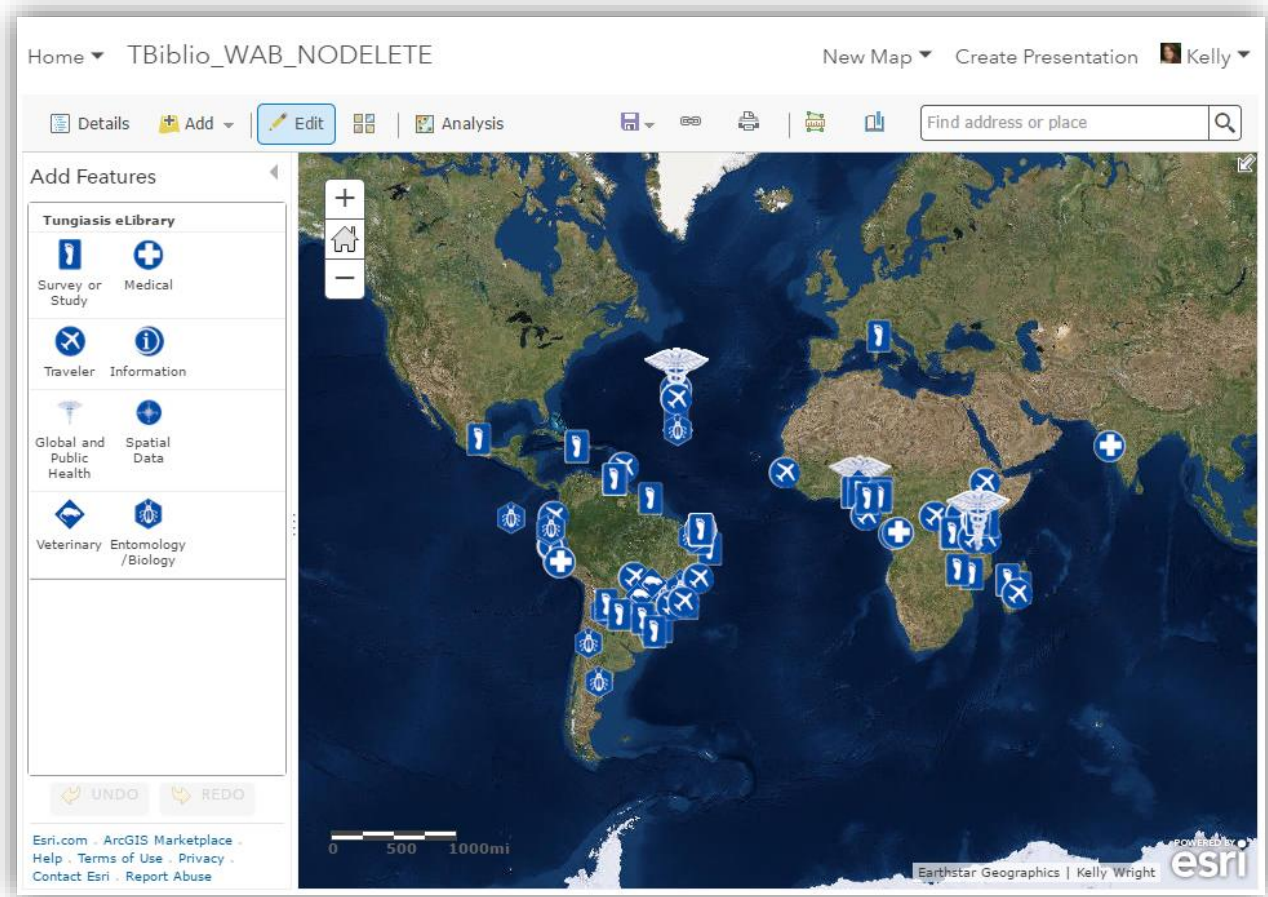 Home TBiblio_WAB_NODELETE New Map Create Presentation Kelly
Details Add Edit Analysis Find address or place
Add Features
Tungiasis eLibrary
Survey or Study
Medical
Traveler
Information
Global and Public Health
Spatial Data
Veterinary
Entomology /Biology
UNDO REDO
Esri.com . ArcGIS Marketplace .
Help . Terms of Use . Privacy .
Contact Esri . Report Abuse
0 500 1000mi
Earthstar Geographics | Kelly Wright
POWERED BY
esri